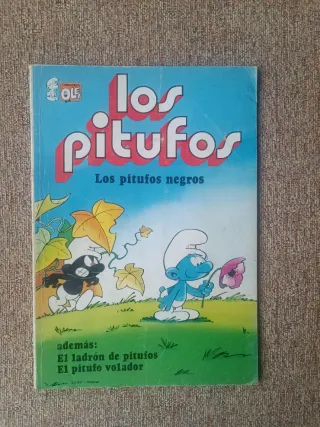 OLÉ
los
pitufos
Los pitufos negros
además:
El ladrón de pitufos
El pitufo volador